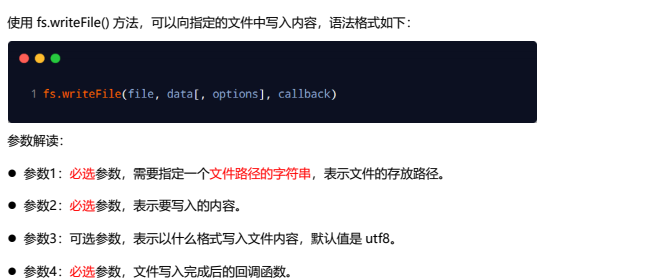 使用 fs.writeFile() 方法，可以向指定的文件中写入内容，语法格式如下：
1 fs.writeFile(file, data[, options], callback)
参数解读：
● 参数1：必选参数，需要指定一个文件路径的字符串，表示文件的存放路径。
● 参数2：必选参数，表示要写入的内容。
● 参数3：可选参数，表示以什么格式写入文件内容，默认值是 utf8。
● 参数4：必选参数，文件写入完成后的回调函数。